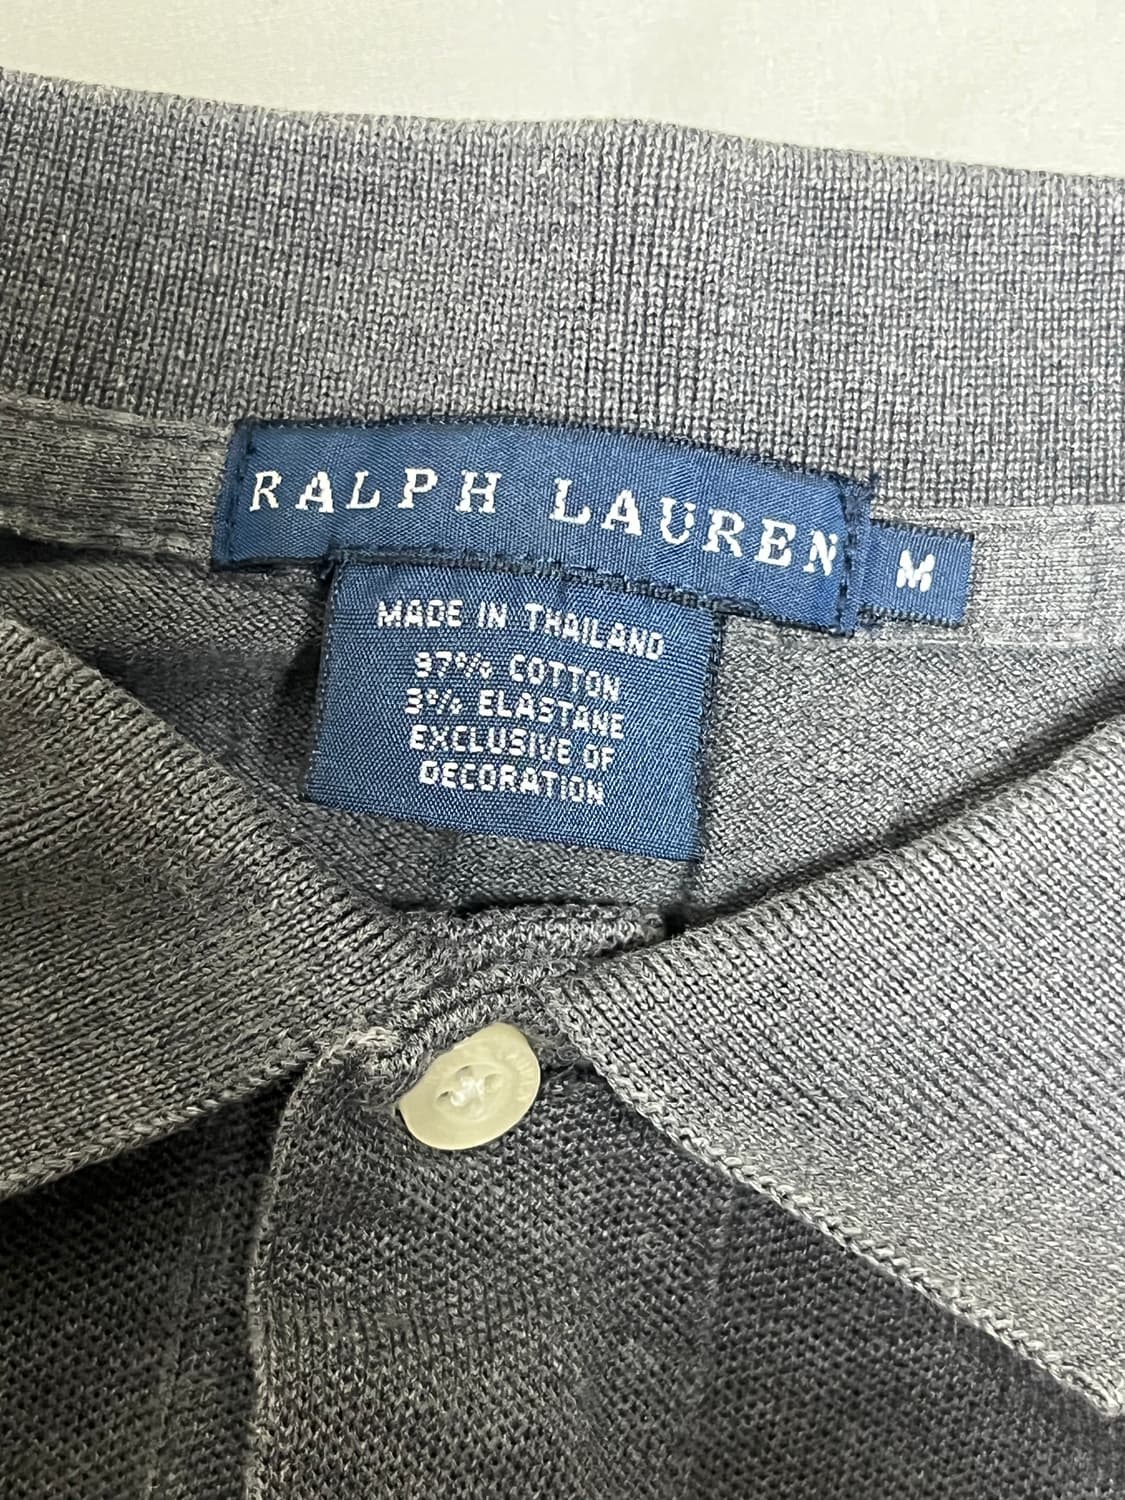 RALPH LAUREN
M
MADE IN THAILAND
97% COTTON
3% ELASTANE
EXCLUSIVE OF
DECORATION